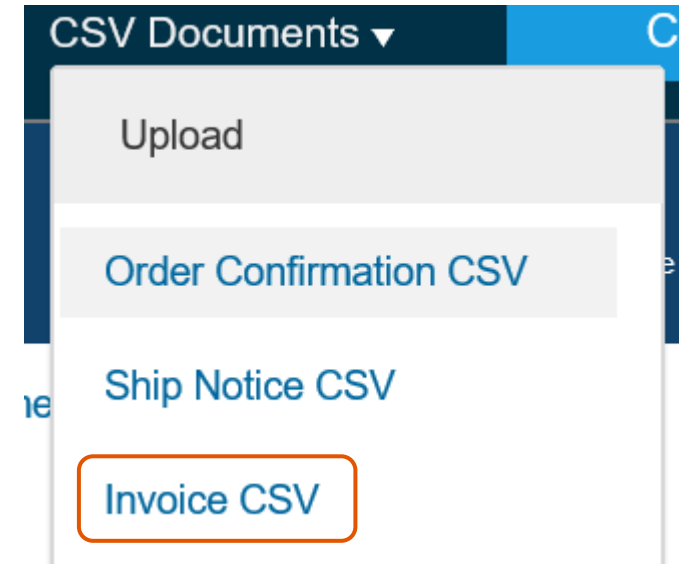 CSV Documents ▼
Upload
Order Confirmation CSV
Ship Notice CSV
Invoice CSV